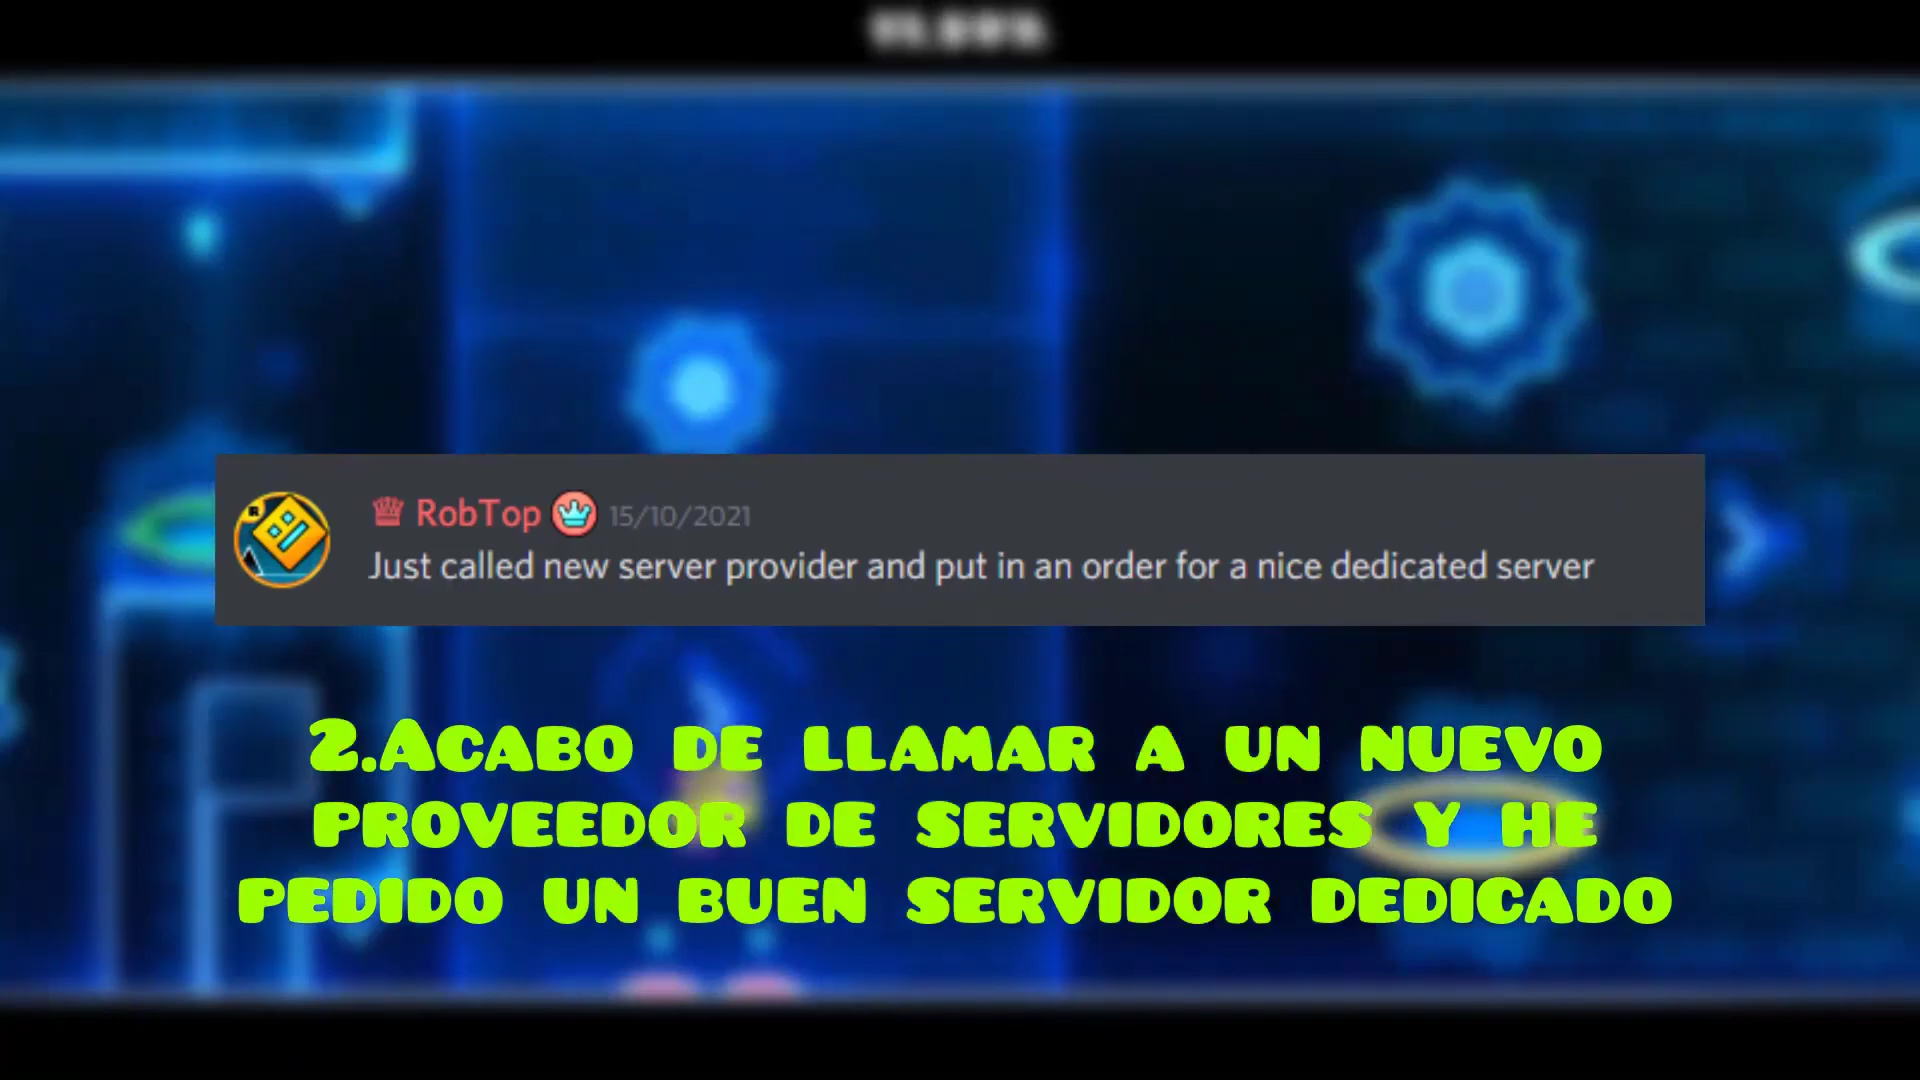 RobTop 15/10/2021
Just called new server provider and put in an order for a nice dedicated server
2.ACABO DE LLAMAR A UN NUEVO
PROVEEDOR DE SERVIDORES Y HE
PEDIDO UN BUEN SERVIDOR DEDICADO